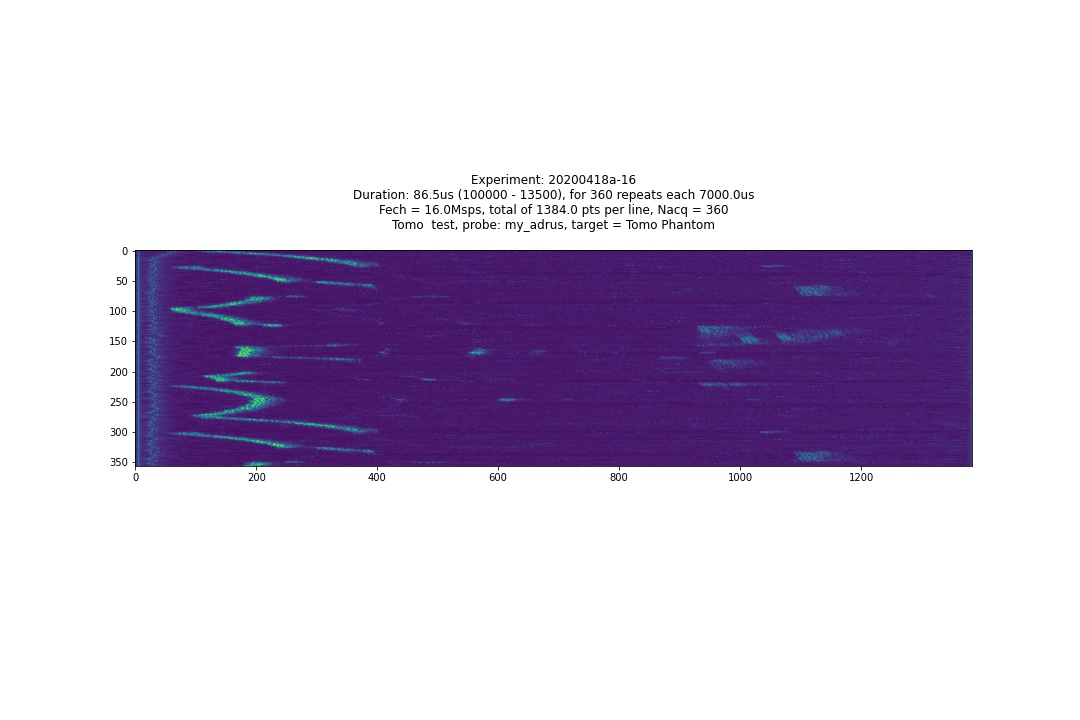 Experiment: 20200418a-16
Duration: 86.5us (100000 - 13500), for 360 repeats each 7000.0us
Fech = 16.0Msps, total of 1384.0 pts per line, Nacq = 360
Tomo  test, probe: my_adrus, target = Tomo Phantom
0
50
100
150
200
250
300
350
0 200 400 600 800 1000 1200